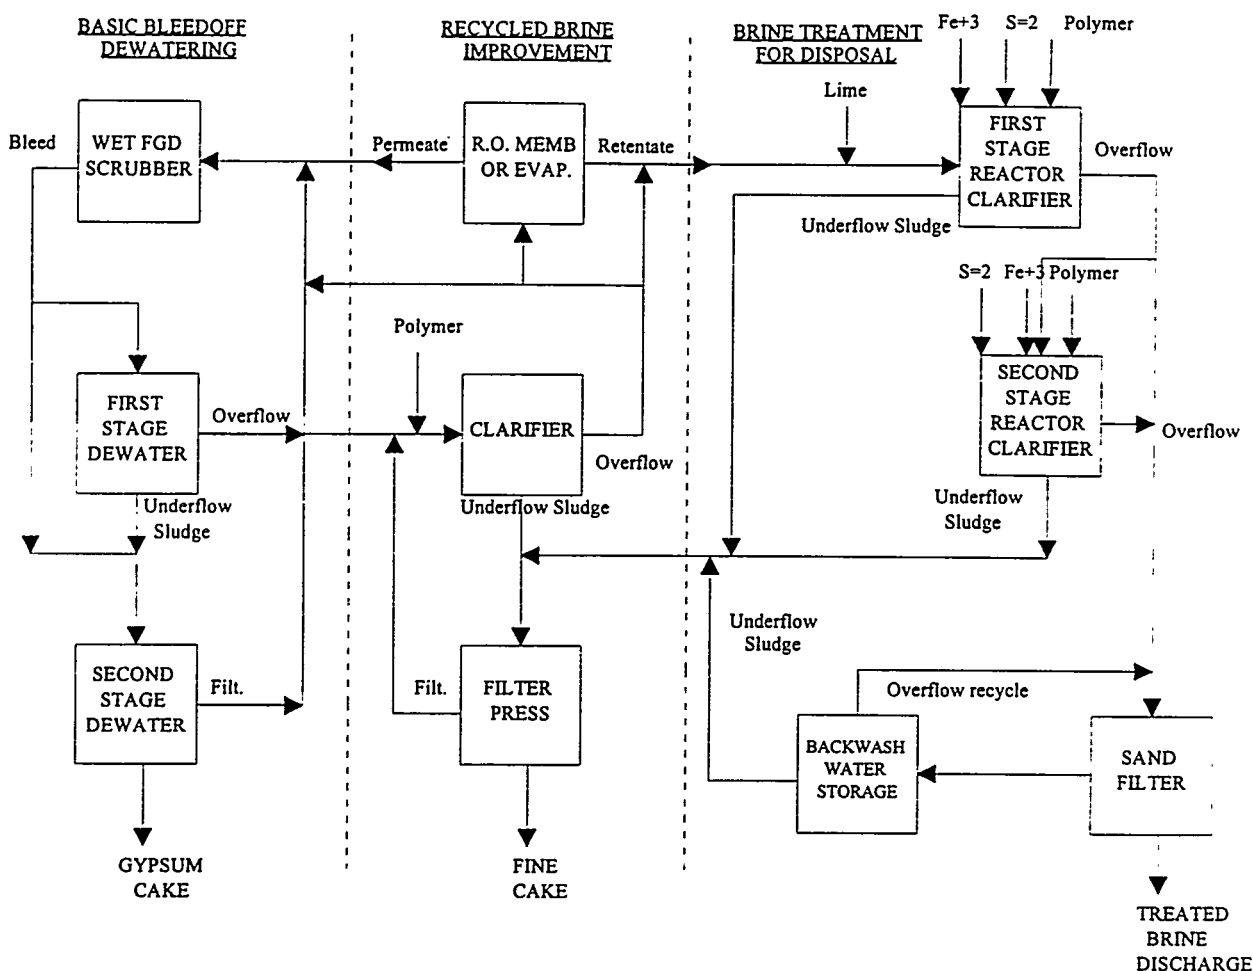 BASIC BLEEDOFF
DEWATERING
RECYCLED BRINE
IMPROVEMENT
BRINE TREATMENT
FOR DISPOSAL
Fe+3
S=2
Polymer
Lime
Bleed
WET FGD
SCRUBBER
Permeate
R.O. MEMB
OR EVAP.
Retentate
FIRST
STAGE
REACTOR
CLARIFIER
Overflow
Underflow Sludge
S=2
Fe+3
Polymer
Polymer
FIRST
STAGE
DEWATER
Overflow
CLARIFIER
Overflow
SECOND
STAGE
REACTOR
CLARIFIER
Overflow
Underflow
Sludge
Underflow Sludge
Underflow
Sludge
Underflow
Sludge
SECOND
STAGE
DEWATER
Filt.
Filt.
FILTER
PRESS
Overflow recycle
BACKWASH
WATER
STORAGE
SAND
FILTER
GYPSUM
CAKE
FINE
CAKE
TREATED
BRINE
DISCHARGE